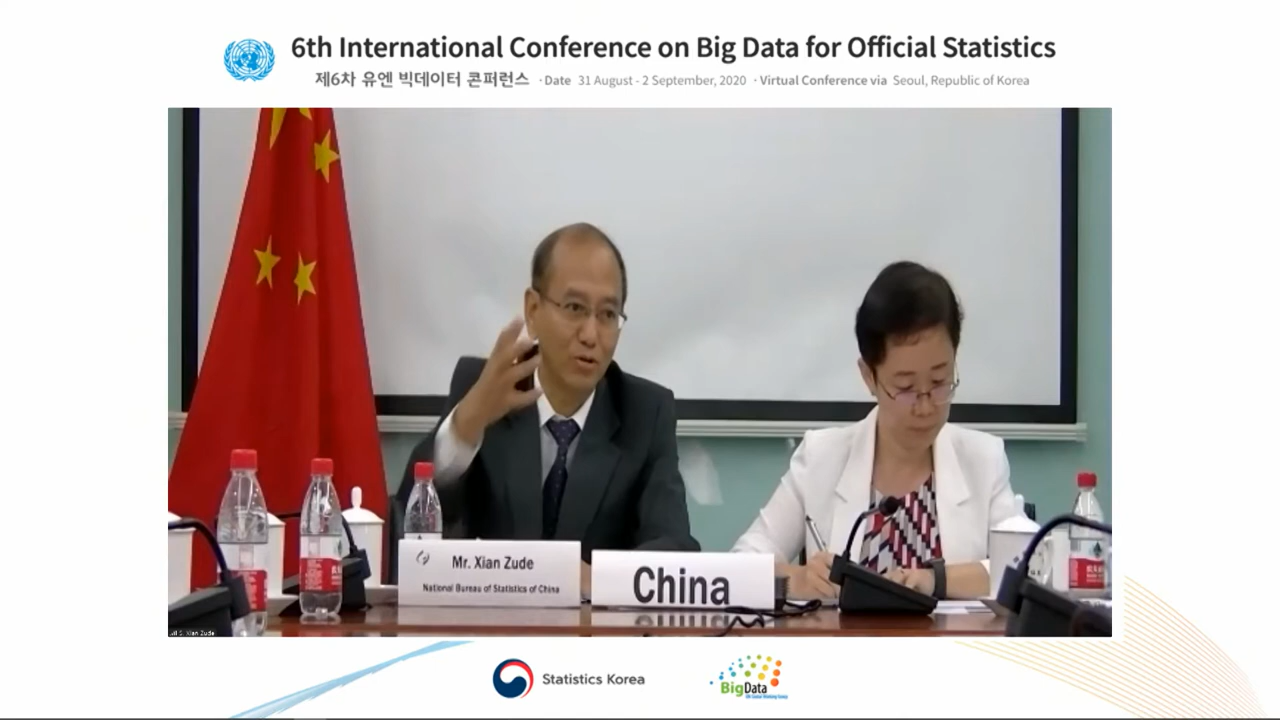 6th International Conference on Big Data for Official Statistics
제6차 유엔 빅데이터 콘퍼런스 ·Date 31 August - 2 September, 2020 ·Virtual Conference via Seoul, Republic of Korea
Mr. Xian Zude
National Bureau of Statistics of China
China
Xian Zude
Statistics Korea
BigData